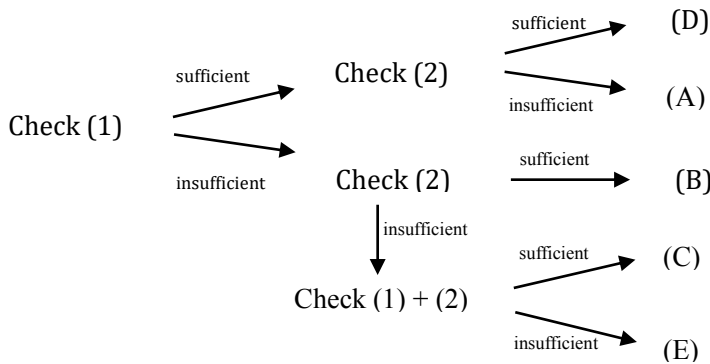 sufficient
(D)
sufficient
Check (2)
insufficient
(A)
Check (1)
insufficient
Check (2)
sufficient
(B)
insufficient
Check (1) + (2)
sufficient
(C)
insufficient
(E)